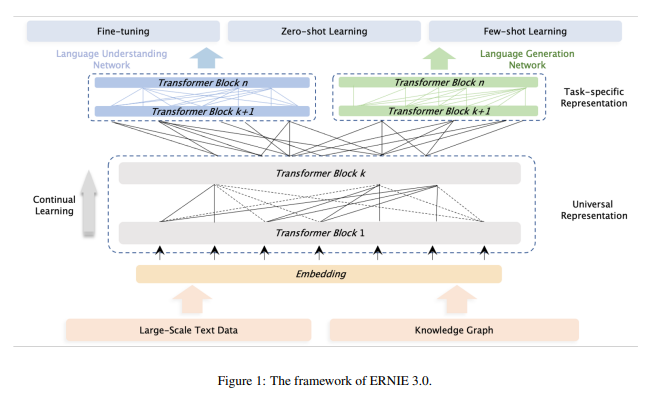 Fine-tuning
Zero-shot Learning
Few-shot Learning
Language Understanding
Network
Language Generation
Network
Transformer Block n
Transformer Block k+1
Transformer Block n
Transformer Block k+1
Task-specific
Representation
Transformer Block k
Continual
Learning
Universal
Representation
Transformer Block 1
Embedding
Large-Scale Text Data
Knowledge Graph
Figure 1: The framework of ERNIE 3.0.